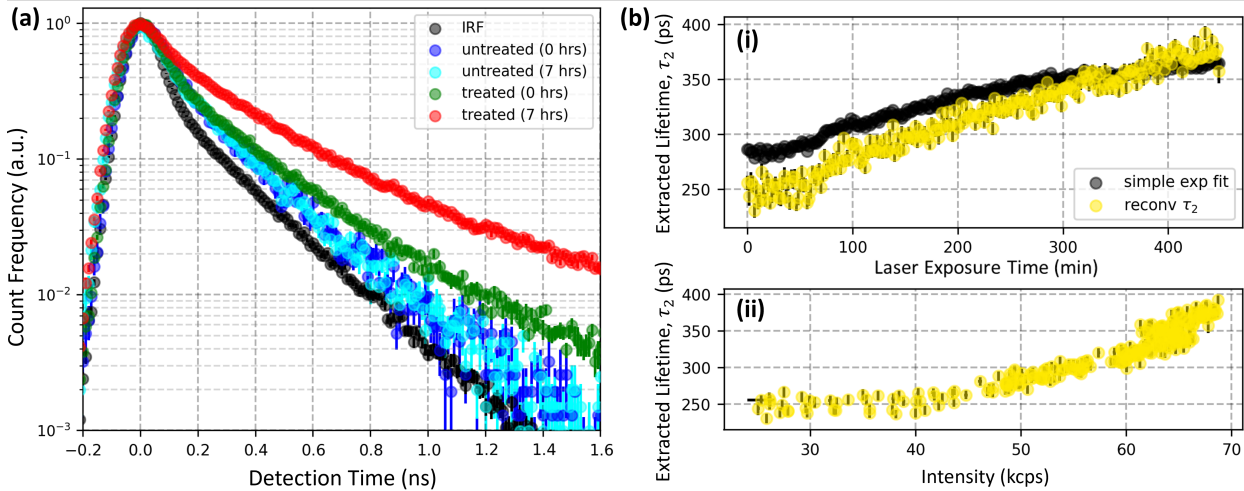 (a)
10⁰
10⁻¹
10⁻²
10⁻³
Count Frequency (a.u.)
IRF
untreated (0 hrs)
untreated (7 hrs)
treated (0 hrs)
treated (7 hrs)
−0.2 0.0 0.2 0.4 0.6 0.8 1.0 1.2 1.4 1.6
Detection Time (ns)
(b)
(i)
Extracted Lifetime, τ₂ (ps)
400
350
300
250
simple exp fit
reconv τ₂
0 100 200 300 400
Laser Exposure Time (min)
(ii)
Extracted Lifetime, τ₂ (ps)
400
350
300
250
30 40 50 60 70
Intensity (kcps)